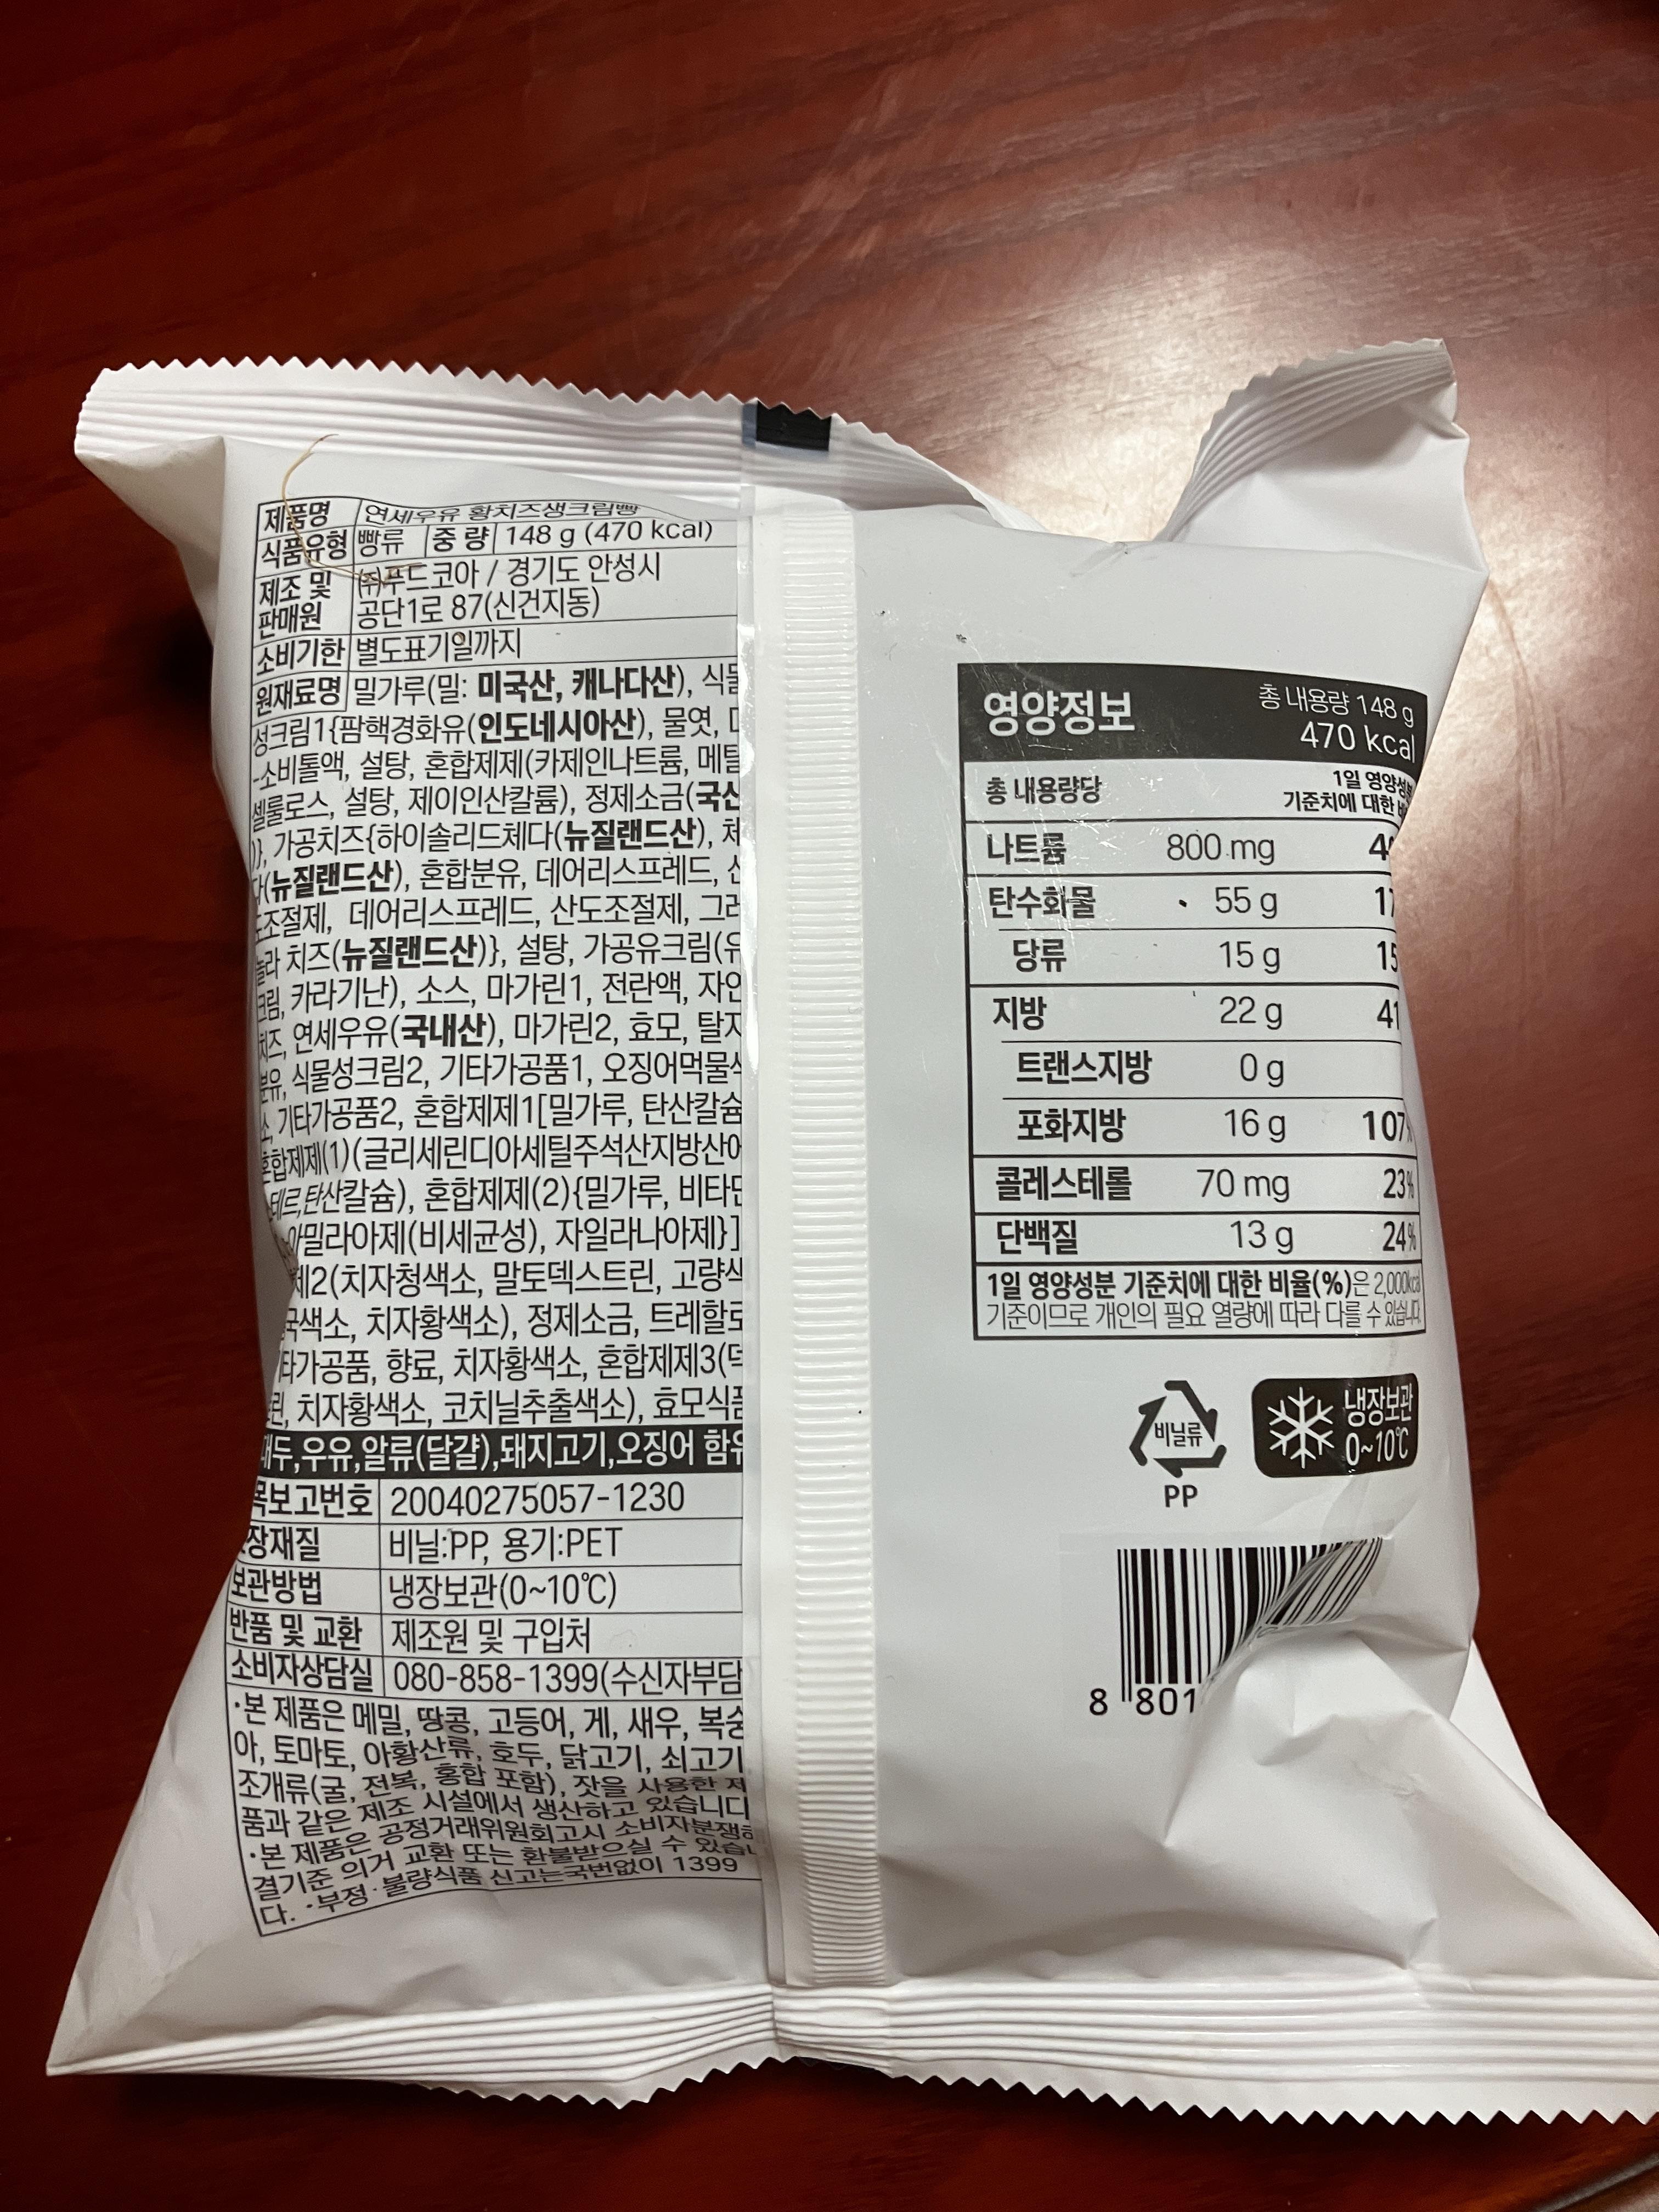 제품명 연세우유 황치즈생크림빵
식품유형 빵류 중 량 148 g (470 kcal)
제조 및 ㈜푸드코아 / 경기도 안성시
판매원 공단1로 87(신건지동)
소비기한 별도표기일까지
원재료명 밀가루(밀: 미국산, 캐나다산), 식물
성크림1{팜핵경화유(인도네시아산), 물엿,
-소비톨액, 설탕, 혼합제제(카제인나트륨, 메틸
셀룰로스, 설탕, 제이인산칼륨), 정제소금(국산
)}, 가공치즈{하이솔리드체다(뉴질랜드산), 체
다(뉴질랜드산), 혼합분유, 데어리스프레드, 산
도조절제, 데어리스프레드, 산도조절제, 그라
놀라 치즈(뉴질랜드산)}, 설탕, 가공유크림(유
크림, 카라기난), 소스, 마가린1, 전란액, 자연
치즈, 연세우유(국내산), 마가린2, 효모, 탈지
분유, 식물성크림2, 기타가공품1, 오징어먹물색
소, 기타가공품2, 혼합제제1[밀가루, 탄산칼슘
혼합제제(1)(글리세린디아세틸주석산지방산에
스테르,탄산칼슘), 혼합제제(2){밀가루, 비타민
아밀라아제(비세균성), 자일라나아제}]
제2(치자청색소, 말토덱스트린, 고량색
국색소, 치자황색소), 정제소금, 트레할로
타가공품, 향료, 치자황색소, 혼합제제3(덱
린, 치자황색소, 코치닐추출색소), 효모식품
대두,우유,알류(달걀),돼지고기,오징어 함유
목보고번호 20040275057-1230
장재질 비닐:PP, 용기:PET
보관방법 냉장보관(0~10℃)
반품 및 교환 제조원 및 구입처
소비자상담실 080-858-1399(수신자부담
·본 제품은 메밀, 땅콩, 고등어, 게, 새우, 복숭
아, 토마토, 아황산류, 호두, 닭고기, 쇠고기
조개류(굴, 전복, 홍합 포함), 잣을 사용한 제
품과 같은 제조 시설에서 생산하고 있습니다
·본 제품은 공정거래위원회고시 소비자분쟁해
결기준 의거 교환 또는 환불받으실 수 있습니
다. ·부정·불량식품 신고는국번없이 1399
영양정보 총 내용량 148 g
470 kcal
총 내용량당 1일 영양성분
기준치에 대한 비
나트륨 800 mg
탄수화물 55 g 17
당류 15 g 15
지방 22 g 41
트랜스지방 0 g
포화지방 16 g 107%
콜레스테롤 70 mg 23%
단백질 13 g 24%
1일 영양성분 기준치에 대한 비율(%)은 2,000kcal
기준이므로 개인의 필요 열량에 따라 다를 수 있습니다.
비닐류
PP
냉장보관
0~10℃
8 801